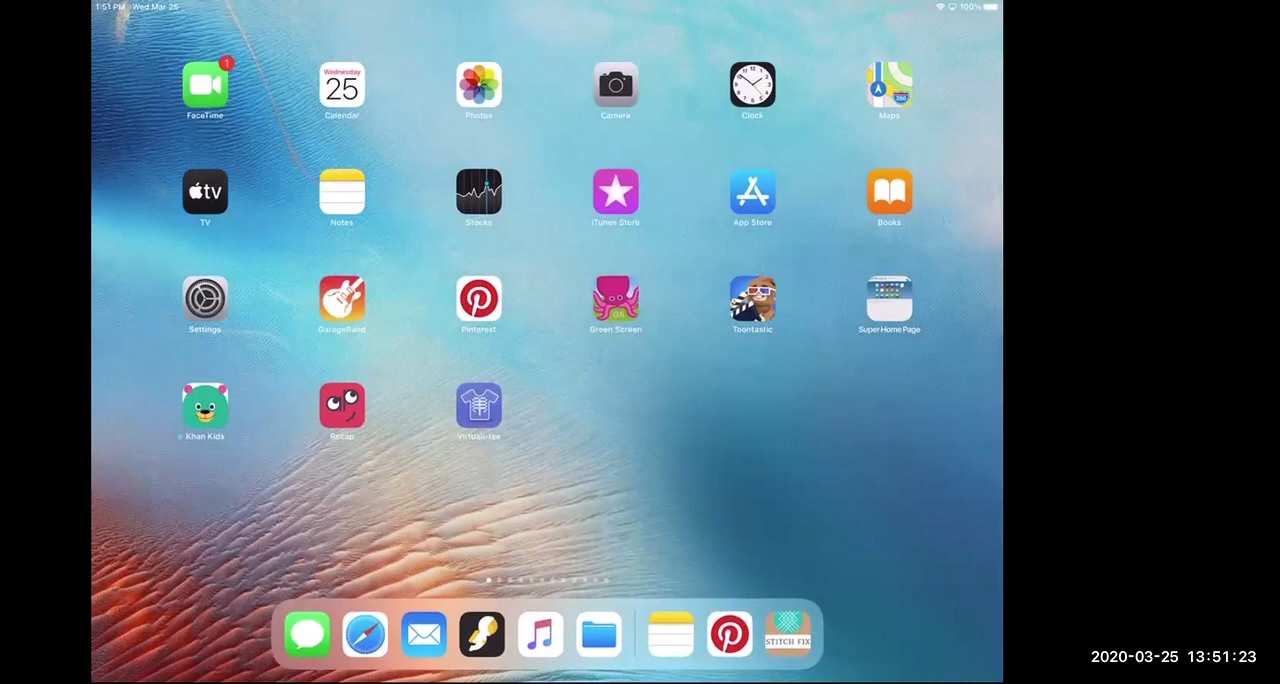 1:51 PM Wed Mar 25
100%
1
Wednesday
25
FaceTime
Calendar
Photos
Camera
Clock
Maps
280
tv
TV
Notes
Stocks
iTunes Store
App Store
Books
GS
Settings
GarageBand
Pinterest
Green Screen
Toontastic
Super Home Page
Khan Kids
Recap
Virtuali-tee
STITCH FIX
2020-03-25 13:51:23